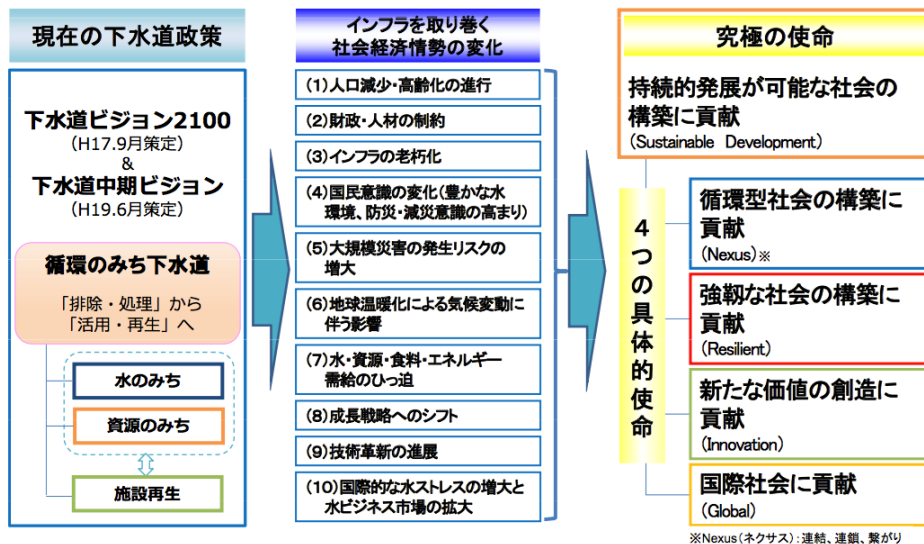 現在の下水道政策
下水道ビジョン2100
(H17.9月策定)
&
下水道中期ビジョン
(H19.6月策定)
循環のみち下水道
「排除・処理」から
「活用・再生」へ
水のみち
資源のみち
施設再生
インフラを取り巻く
社会経済情勢の変化
(1)人口減少・高齢化の進行
(2)財政・人材の制約
(3)インフラの老朽化
(4)国民意識の変化(豊かな水
環境、防災・減災意識の高まり)
(5)大規模災害の発生リスクの
増大
(6)地球温暖化による気候変動に
伴う影響
(7)水・資源・食料・エネルギー
需給のひっ迫
(8)成長戦略へのシフト
(9)技術革新の進展
(10)国際的な水ストレスの増大と
水ビジネス市場の拡大
究極の使命
持続的発展が可能な社会の
構築に貢献
(Sustainable Development)
4つの具体的使命
循環型社会の構築に
貢献
(Nexus)※
強靱な社会の構築に
貢献
(Resilient)
新たな価値の創造に
貢献
(Innovation)
国際社会に貢献
(Global)
※Nexus(ネクサス):連結、連鎖、繋がり